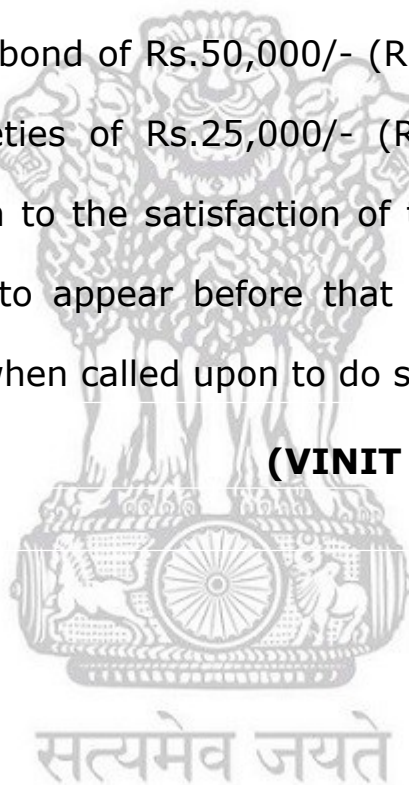 bond of Rs.50,000/- (R
eties of Rs.25,000/- (R
to the satisfaction of
to appear before that
when called upon to do s
(VINIT
सत्यमेव जयते